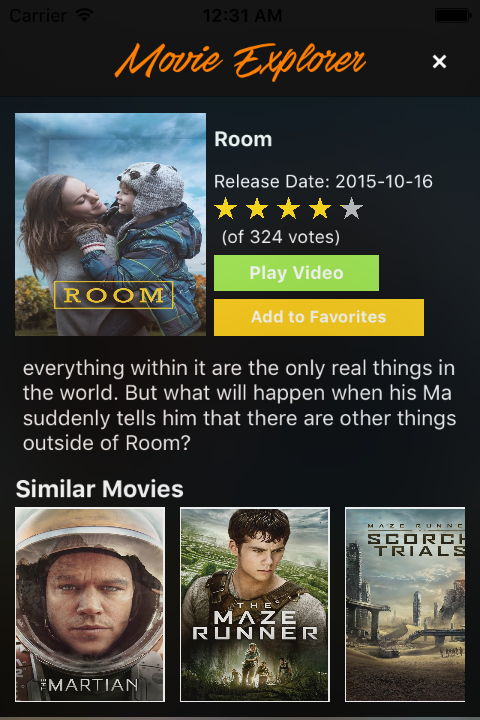 Carrier 12:31 AM
Movie Explorer
×
Room
Release Date: 2015-10-16
(of 324 votes)
ROOM
Play Video
Add to Favorites
everything within it are the only real things in
the world. But what will happen when his Ma
suddenly tells him that there are other things
outside of Room?
Similar Movies
THE MARTIAN
THE
MAZE
RUNNER
MAZE RUNNE
SCORCH
TRIALS